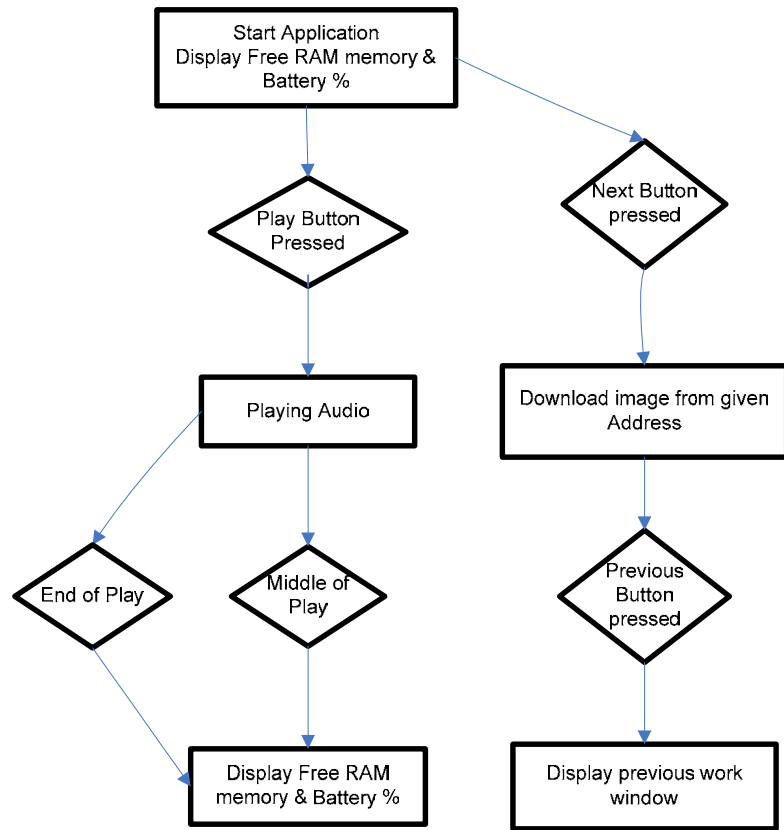 Start Application
Display Free RAM memory &
Battery %
Play Button
Pressed
Next Button
pressed
Playing Audio
Download image from given
Address
End of Play
Middle of
Play
Previous
Button
pressed
Display Free RAM
memory & Battery %
Display previous work
window